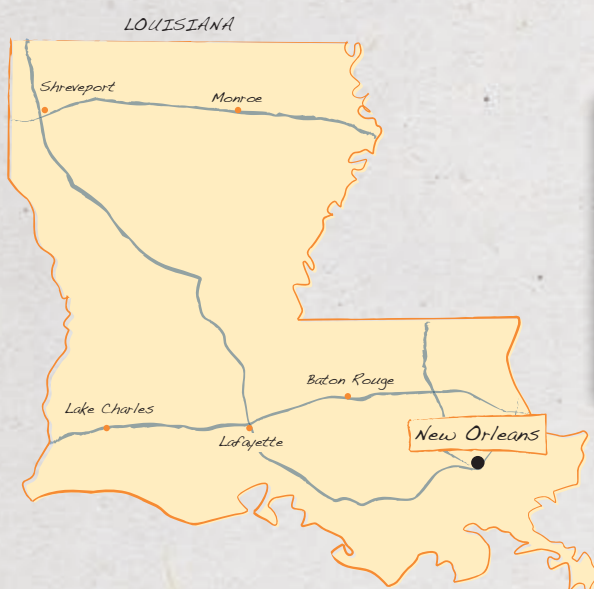 LOUISIANA
Shreveport
Monroe
Baton Rouge
Lake Charles
Lafayette
New Orleans